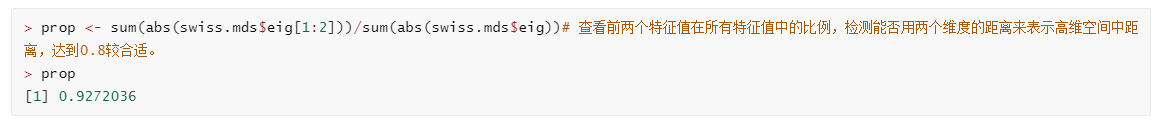 > prop <- sum(abs(swiss.mds$eig[1:2]))/sum(abs(swiss.mds$eig))# 查看前两个特征值在所有特征值中的比例，检测能否用两个维度的距离来表示高维空间中距
离，达到0.8较合适。
> prop
[1] 0.9272036